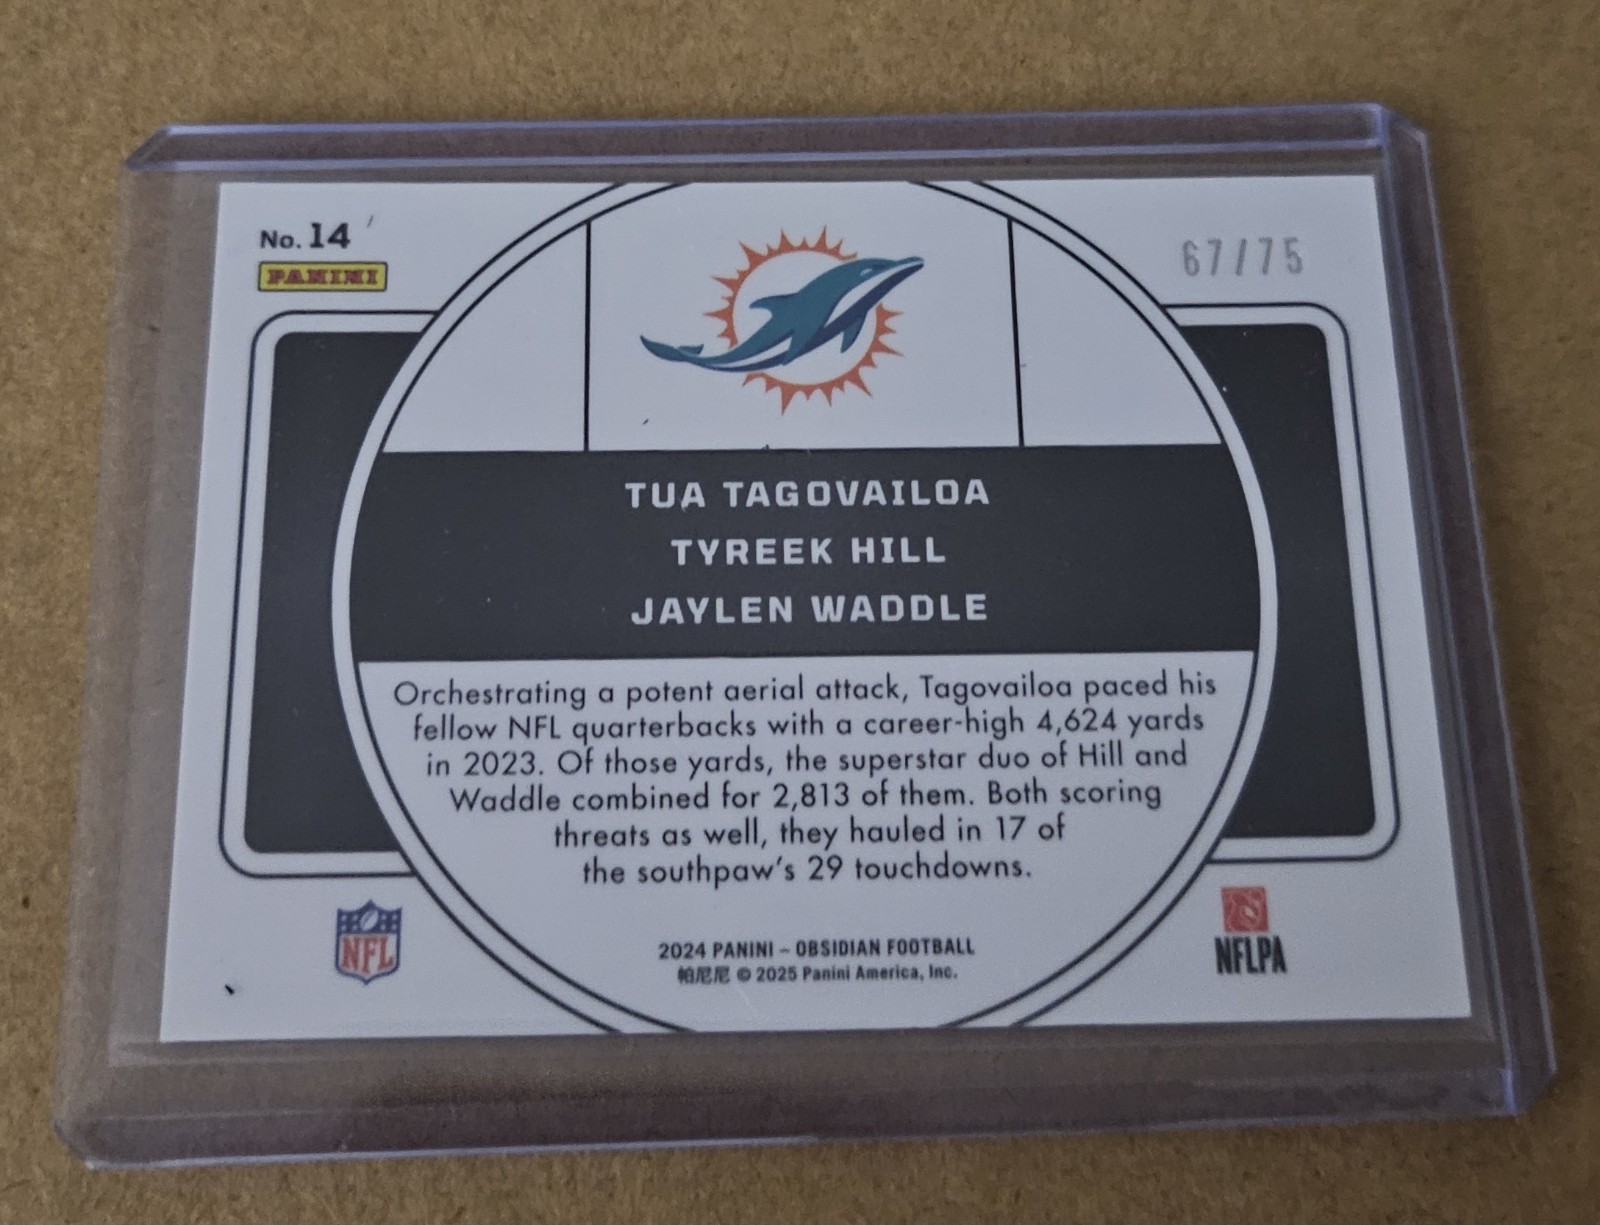 No. 14
PANINI
67/75
TUA TAGOVAILOA
TYREEK HILL
JAYLEN WADDLE
Orchestrating a potent aerial attack, Tagovailoa paced his
fellow NFL quarterbacks with a career-high 4,624 yards
in 2023. Of those yards, the superstar duo of Hill and
Waddle combined for 2,813 of them. Both scoring
threats as well, they hauled in 17 of
the southpaw's 29 touchdowns.
NFL
2024 PANINI – OBSIDIAN FOOTBALL
帕尼尼 © 2025 Panini America, Inc.
NFLPA